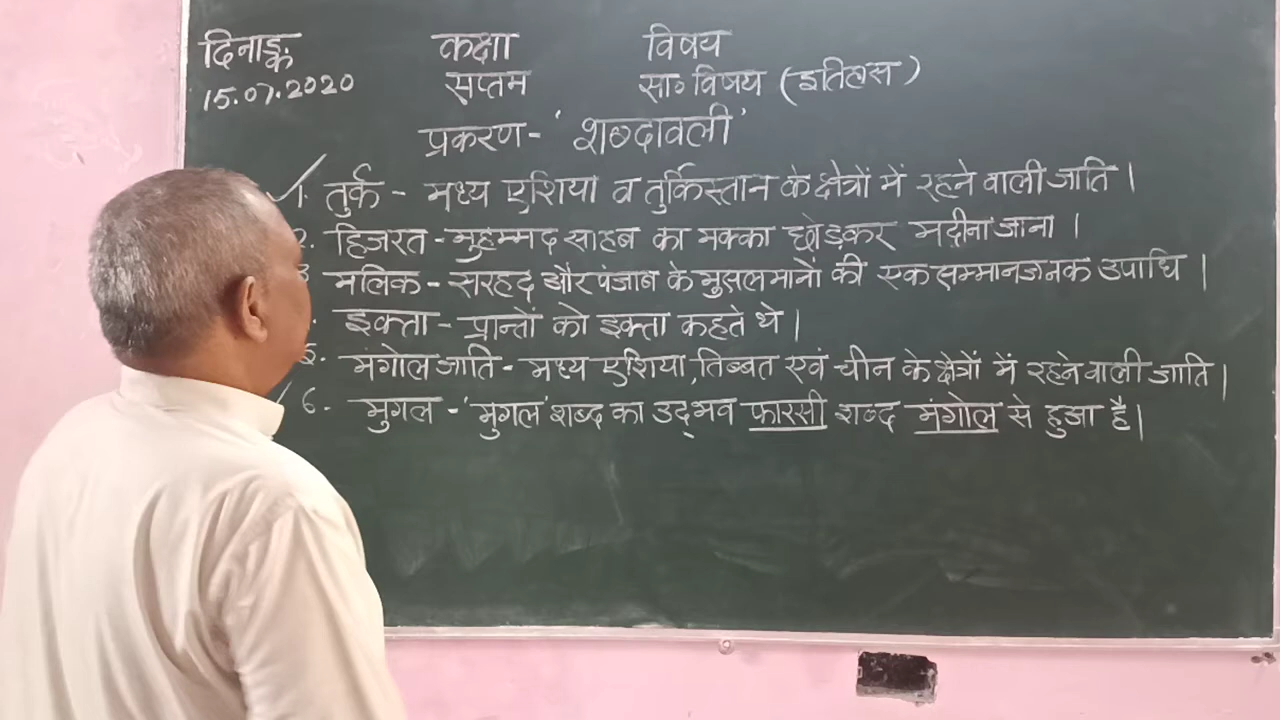 दिनाङ्क कक्षा विषय
15.07.2020 सप्तम सा० विषय (इतिहास)
प्रकरण- 'शब्दावली'
1. तुर्क - मध्य एशिया व तुर्किस्तान के क्षेत्रों में रहने वाली जाति।
2. हिजरत - मुहम्मद साहब का मक्का छोड़कर मदीना जाना।
3 मलिक - सरहद और पंजाब के मुसलमानों की एक सम्मानजनक उपाधि।
. इक्ता - प्रान्तों को इक्ता कहते थे।
5. मंगोल जाति - मध्य एशिया, तिब्बत एवं चीन के क्षेत्रों में रहने वाली जाति।
6. मुगल - 'मुगल' शब्द का उद्भव फारसी शब्द मंगोल से हुआ है।